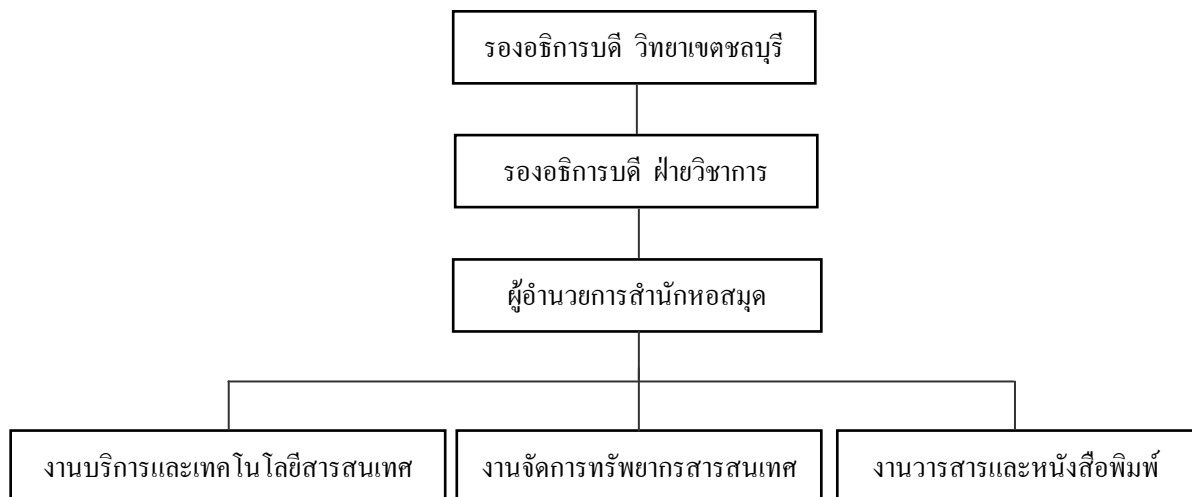 รองอธิการบดี วิทยาเขตชลบุรี
รองอธิการบดี ฝ่ายวิชาการ
ผู้อำนวยการสำนักหอสมุด
งานบริการและเทคโนโลยีสารสนเทศ
งานจัดการทรัพยากรสารสนเทศ
งานวารสารและหนังสือพิมพ์